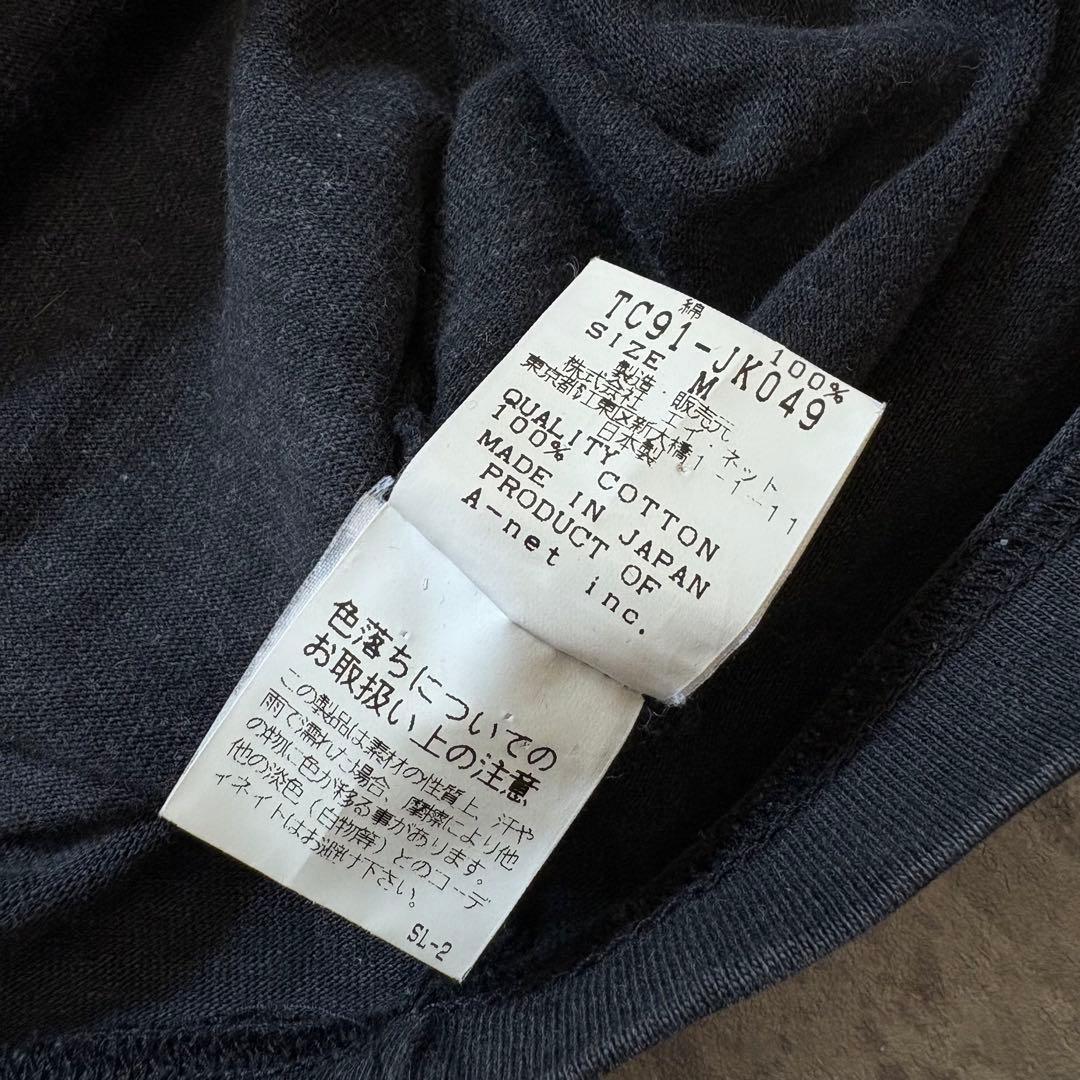 綿 100%
TC91-JK049
SIZE M
製造・販売元
株式会社 エイ・ネット
東京都江東区新大橋1-1-11
日本製
QUALITY
100% COTTON
MADE IN JAPAN
PRODUCT OF
A-net inc.
色落ちについての
お取扱い上の注意
この製品は素材の性質上、汗や
雨で濡れた場合、摩擦により他
の物に色が移る事があります。
他の淡色(白物等)とのコーデ
ィネイトはお避け下さい。
SL-2